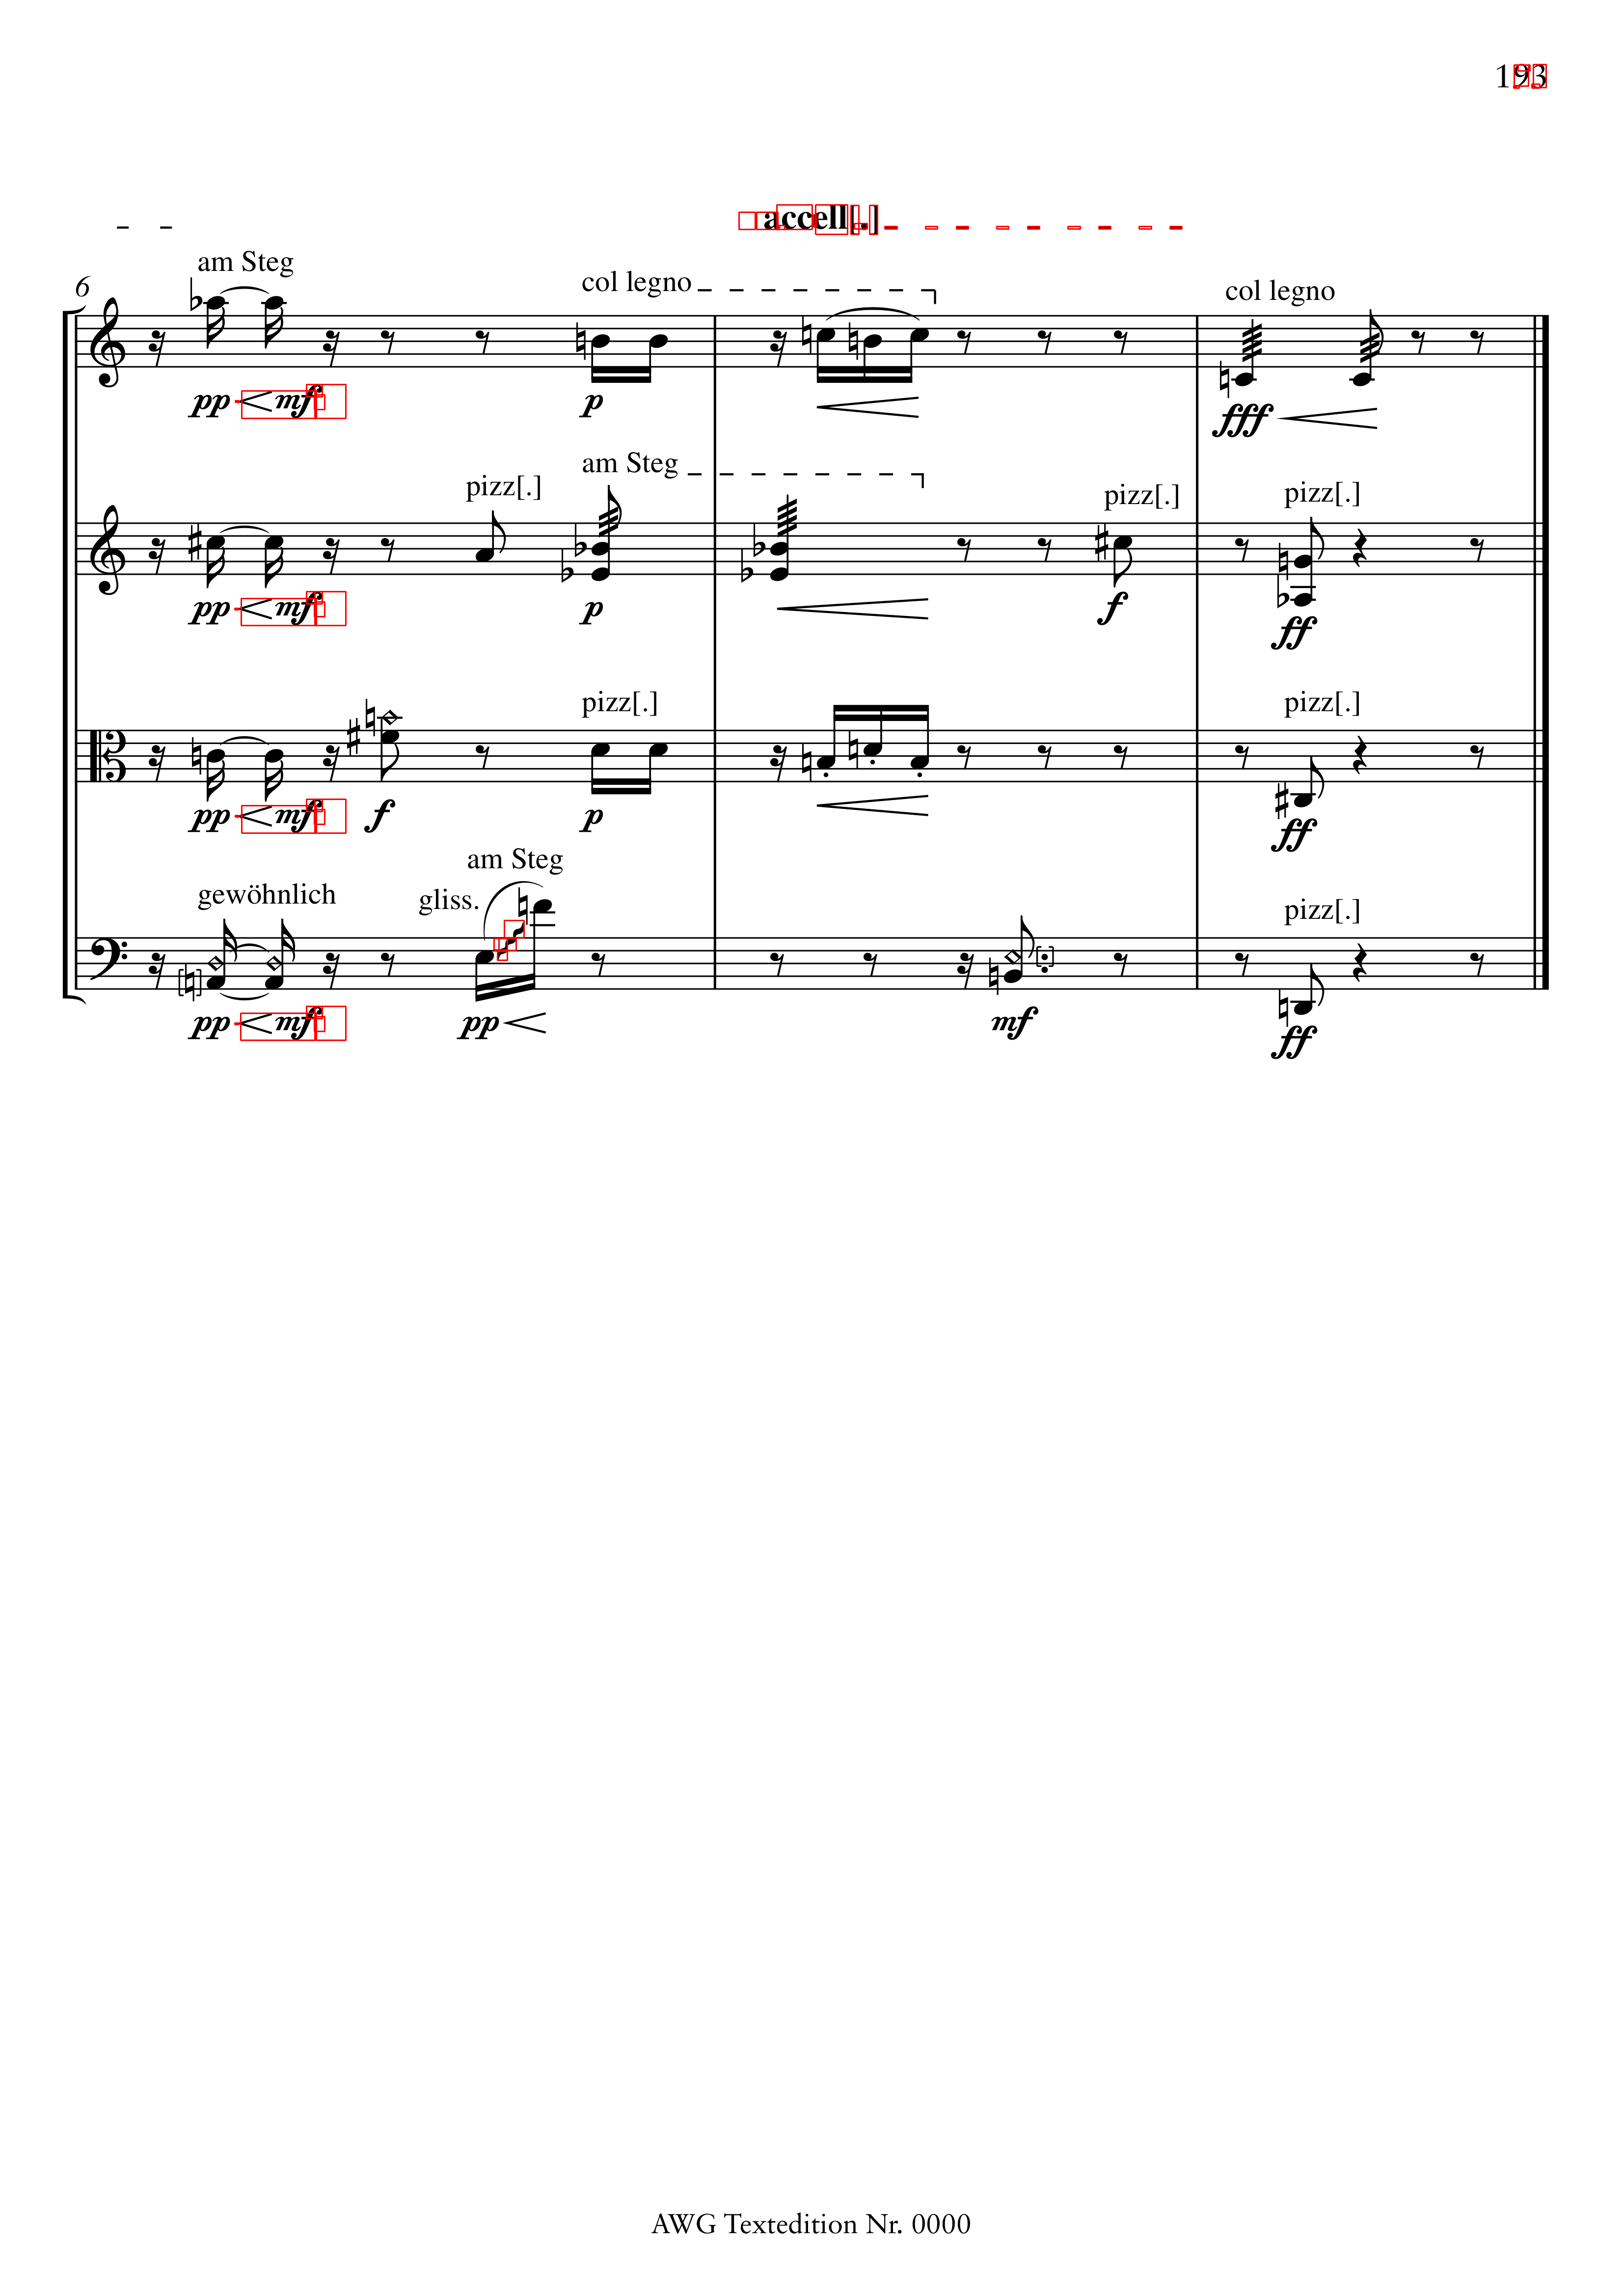 193
accell[.]
am Steg
col legno
col legno
6
pp mf p fff
am Steg
pizz[.] pizz[.] pizz[.]
pp mf p f ff
pizz[.] pizz[.]
pp mf f p ff
am Steg
gewöhnlich gliss. pizz[.]
pp mf pp mf ff
AWG Textedition Nr. 0000